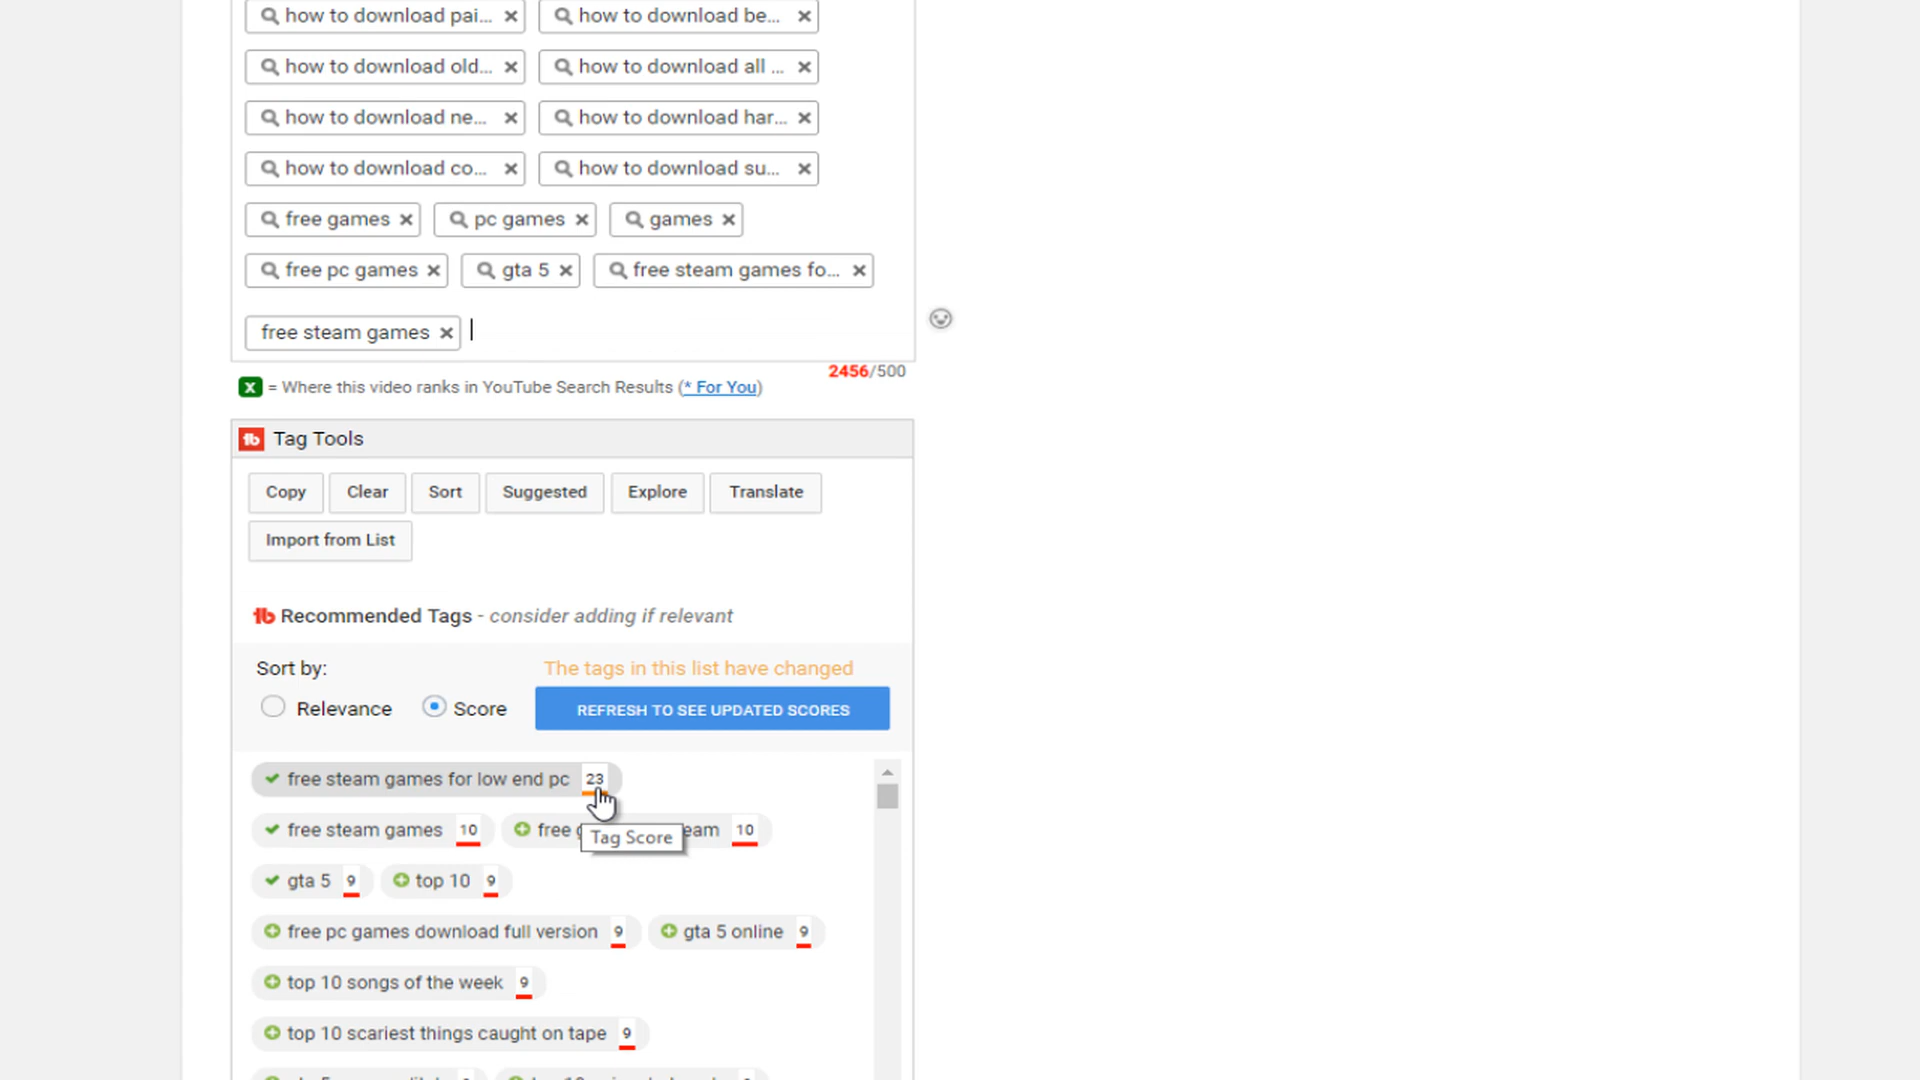 how to download pai... × how to download be... ×
how to download old... × how to download all ... ×
how to download ne... × how to download har... ×
how to download co... × how to download su... ×
free games × pc games × games ×
free pc games × gta 5 × free steam games fo... ×
free steam games ×
2456/500
X = Where this video ranks in YouTube Search Results (* For You)
tb Tag Tools
Copy Clear Sort Suggested Explore Translate
Import from List
tb Recommended Tags - consider adding if relevant
Sort by: The tags in this list have changed
Relevance Score REFRESH TO SEE UPDATED SCORES
free steam games for low end pc 23
free steam games 10 free eam 10
Tag Score
gta 5 9 top 10 9
free pc games download full version 9 gta 5 online 9
top 10 songs of the week 9
top 10 scariest things caught on tape 9